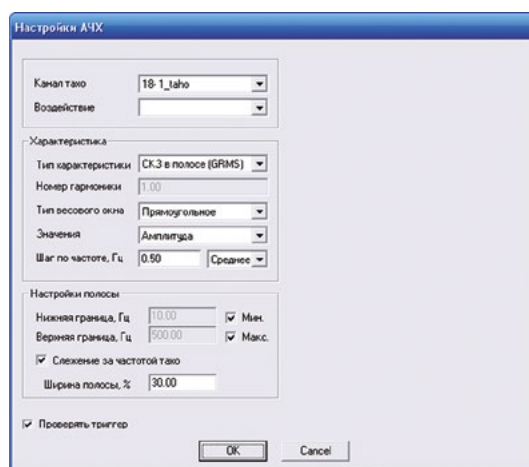 Настройки АЧХ
Канал тахо 18- 1_taho
Воздействие
Характеристика
Тип характеристики СКЗ в полосе (GRMS)
Номер гармоники 1.00
Тип весового окна Прямоугольное
Значения Амплитуда
Шаг по частоте, Гц 0.50 Среднее
Настройки полосы
Нижняя граница, Гц 10.00 Мин.
Верхняя граница, Гц 500.00 Макс.
Слежение за частотой тахо
Ширина полосы, % 30.00
Проверять триггер
OK Cancel